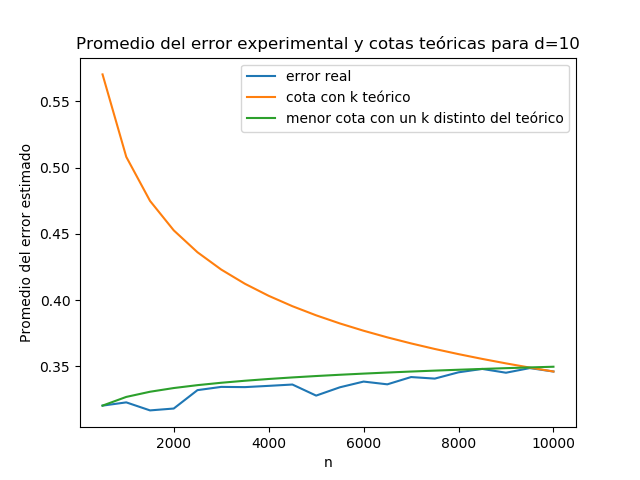 Promedio del error experimental y cotas teóricas para d=10
error real
cota con k teórico
menor cota con un k distinto del teórico
Promedio del error estimado
0.55
0.50
0.45
0.40
0.35
2000
4000
6000
8000
10000
n